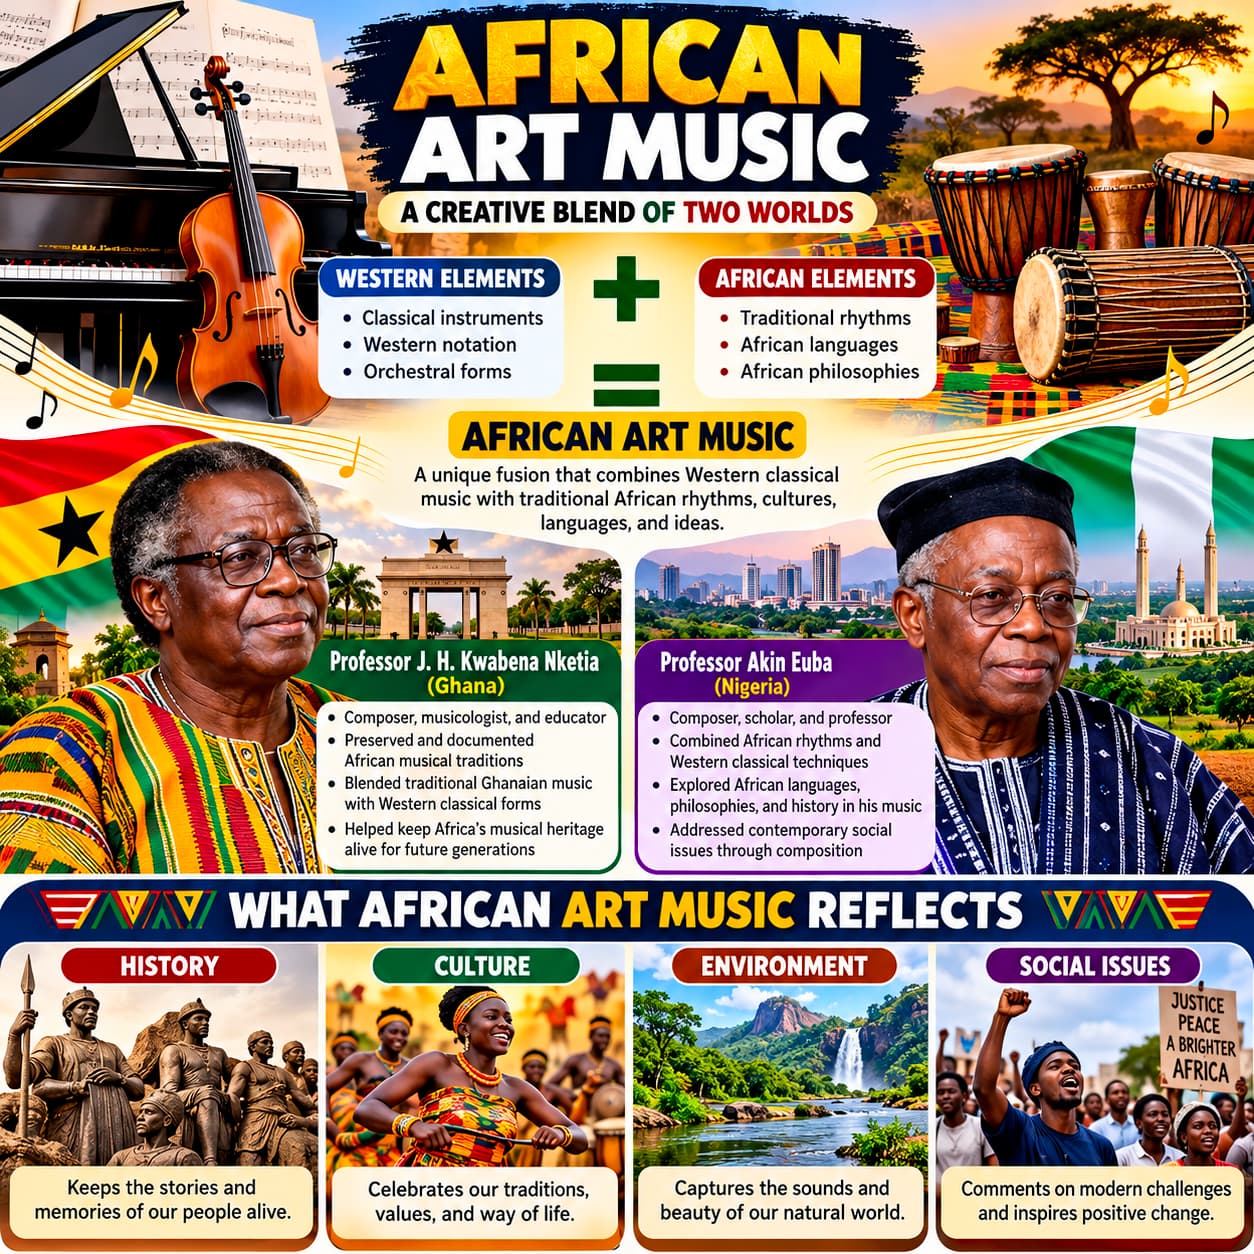 AFRICAN
ART MUSIC
A CREATIVE BLEND OF TWO WORLDS
WESTERN ELEMENTS
• Classical instruments
• Western notation
• Orchestral forms
+
AFRICAN ELEMENTS
• Traditional rhythms
• African languages
• African philosophies
=
AFRICAN ART MUSIC
A unique fusion that combines Western classical
music with traditional African rhythms, cultures,
languages, and ideas.
Professor J. H. Kwabena Nketia
(Ghana)
• Composer, musicologist, and educator
• Preserved and documented
African musical traditions
• Blended traditional Ghanaian music
with Western classical forms
• Helped keep Africa's musical heritage
alive for future generations
Professor Akin Euba
(Nigeria)
• Composer, scholar, and professor
• Combined African rhythms and
Western classical techniques
• Explored African languages,
philosophies, and history in his music
• Addressed contemporary social
issues through composition
WHAT AFRICAN ART MUSIC REFLECTS
HISTORY
Keeps the stories and
memories of our people alive.
CULTURE
Celebrates our traditions,
values, and way of life.
ENVIRONMENT
Captures the sounds and
beauty of our natural world.
SOCIAL ISSUES
JUSTICE
PEACE
A BRIGHTER
AFRICA
Comments on modern challenges
and inspires positive change.